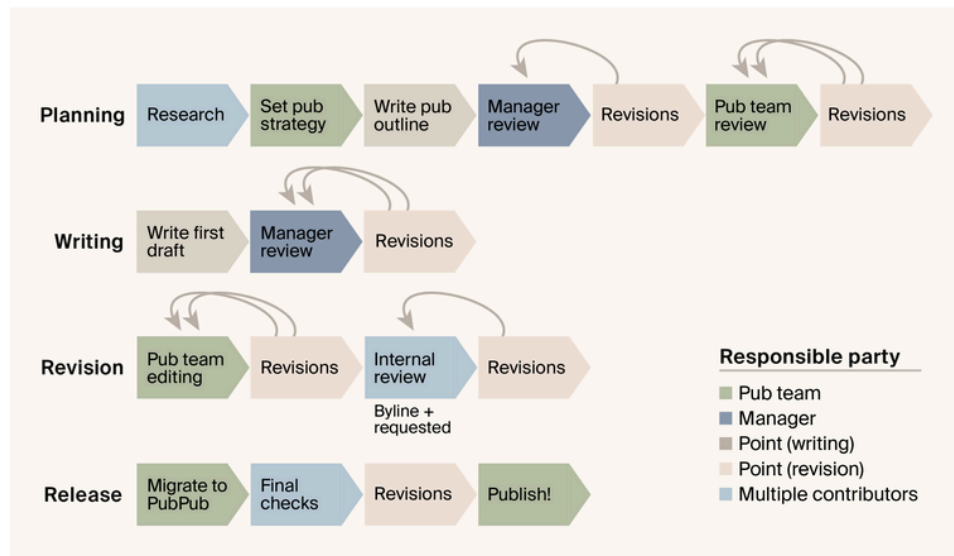 Planning
Research
Set pub
strategy
Write pub
outline
Manager
review
Revisions
Pub team
review
Revisions
Writing
Write first
draft
Manager
review
Revisions
Revision
Pub team
editing
Revisions
Internal
review
Byline +
requested
Revisions
Release
Migrate to
PubPub
Final
checks
Revisions
Publish!
Responsible party
Pub team
Manager
Point (writing)
Point (revision)
Multiple contributors